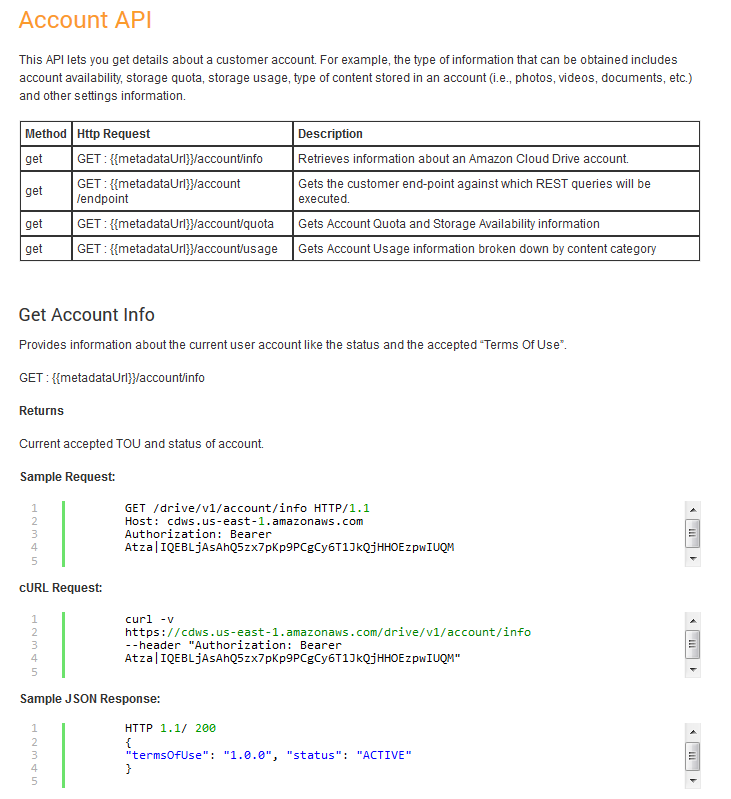 Account API
This API lets you get details about a customer account. For example, the type of information that can be obtained includes
account availability, storage quota, storage usage, type of content stored in an account (i.e., photos, videos, documents, etc.)
and other settings information.
Method Http Request Description
get GET : {{metadataUrl}}/account/info Retrieves information about an Amazon Cloud Drive account.
get GET : {{metadataUrl}}/account
/endpoint Gets the customer end-point against which REST queries will be
executed.
get GET : {{metadataUrl}}/account/quota Gets Account Quota and Storage Availability information
get GET : {{metadataUrl}}/account/usage Gets Account Usage information broken down by content category
Get Account Info
Provides information about the current user account like the status and the accepted “Terms Of Use”.
GET : {{metadataUrl}}/account/info
Returns
Current accepted TOU and status of account.
Sample Request:
1 GET /drive/v1/account/info HTTP/1.1
2 Host: cdws.us-east-1.amazonaws.com
3 Authorization: Bearer
4 Atza|IQEBLjAsAhQ5zx7pKp9PCgCy6T1JkQjHHOEzpwIUQM
5
cURL Request:
1 curl -v
2 https://cdws.us-east-1.amazonaws.com/drive/v1/account/info
3 --header "Authorization: Bearer
4 Atza|IQEBLjAsAhQ5zx7pKp9PCgCy6T1JkQjHHOEzpwIUQM"
5
Sample JSON Response:
1 HTTP 1.1/ 200
2 {
3 "termsOfUse": "1.0.0", "status": "ACTIVE"
4 }
5